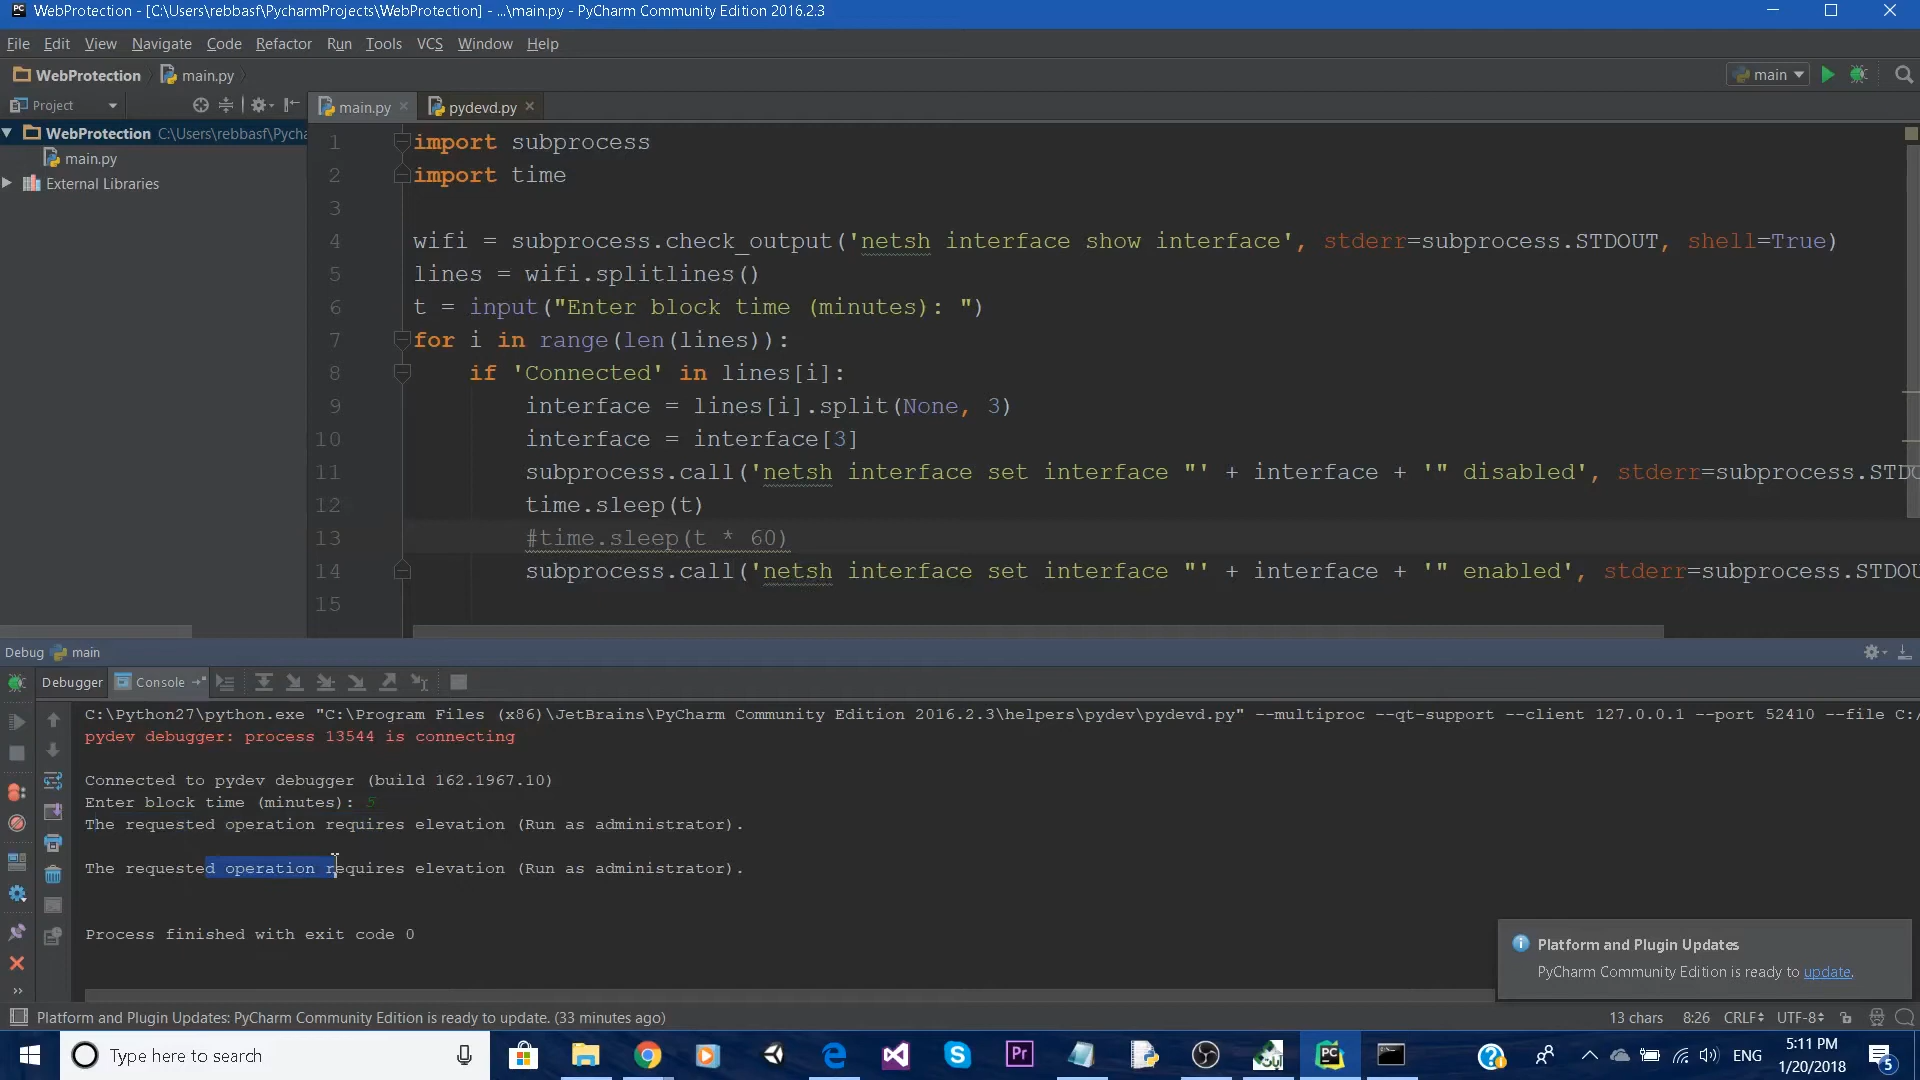 WebProtection - [C:\Users\rebbasf\PycharmProjects\WebProtection] - ...\main.py - PyCharm Community Edition 2016.2.3
File Edit View Navigate Code Refactor Run Tools VCS Window Help
WebProtection main.py
main
Project
main.py
pydevd.py
WebProtection C:\Users\rebbasf\Pycha
main.py
External Libraries
1 import subprocess
2 import time
3
4 wifi = subprocess.check_output('netsh interface show interface', stderr=subprocess.STDOUT, shell=True)
5 lines = wifi.splitlines()
6 t = input("Enter block time (minutes): ")
7 for i in range(len(lines)):
8 if 'Connected' in lines[i]:
9 interface = lines[i].split(None, 3)
10 interface = interface[3]
11 subprocess.call('netsh interface set interface "' + interface + '" disabled', stderr=subprocess.STDO
12 time.sleep(t)
13 #time.sleep(t * 60)
14 subprocess.call('netsh interface set interface "' + interface + '" enabled', stderr=subprocess.STDOU
15
Debug main
Debugger Console
C:\Python27\python.exe "C:\Program Files (x86)\JetBrains\PyCharm Community Edition 2016.2.3\helpers\pydev\pydevd.py" --multiproc --qt-support --client 127.0.0.1 --port 52410 --file C:/
pydev debugger: process 13544 is connecting
Connected to pydev debugger (build 162.1967.10)
Enter block time (minutes): 5
The requested operation requires elevation (Run as administrator).
The requested operation requires elevation (Run as administrator).
Process finished with exit code 0
Platform and Plugin Updates
PyCharm Community Edition is ready to update.
Platform and Plugin Updates: PyCharm Community Edition is ready to update. (33 minutes ago)
13 chars 8:26 CRLF UTF-8
Type here to search
Pr
PC
ENG
5:11 PM
1/20/2018
5